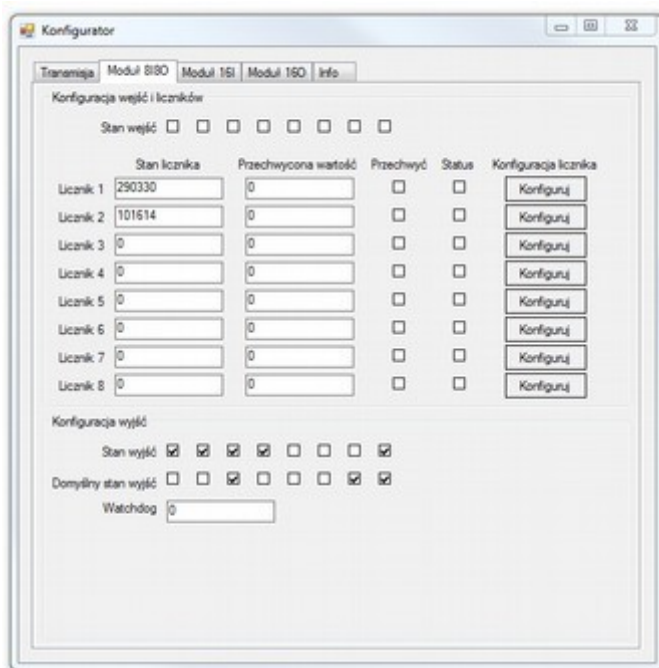 Konfigurator
Transmisja Moduł 8I8O Moduł 16I Moduł 16O Info
Konfiguracja wejść i liczników
Stan wejść
Stan licznika Przechwycona wartość Przechwyć Status Konfiguracja licznika
Licznik 1 290330 0 Konfiguruj
Licznik 2 101614 0 Konfiguruj
Licznik 3 0 0 Konfiguruj
Licznik 4 0 0 Konfiguruj
Licznik 5 0 0 Konfiguruj
Licznik 6 0 0 Konfiguruj
Licznik 7 0 0 Konfiguruj
Licznik 8 0 0 Konfiguruj
Konfiguracja wyjść
Stan wyjść
Domyślny stan wyjść
Watchdog 0